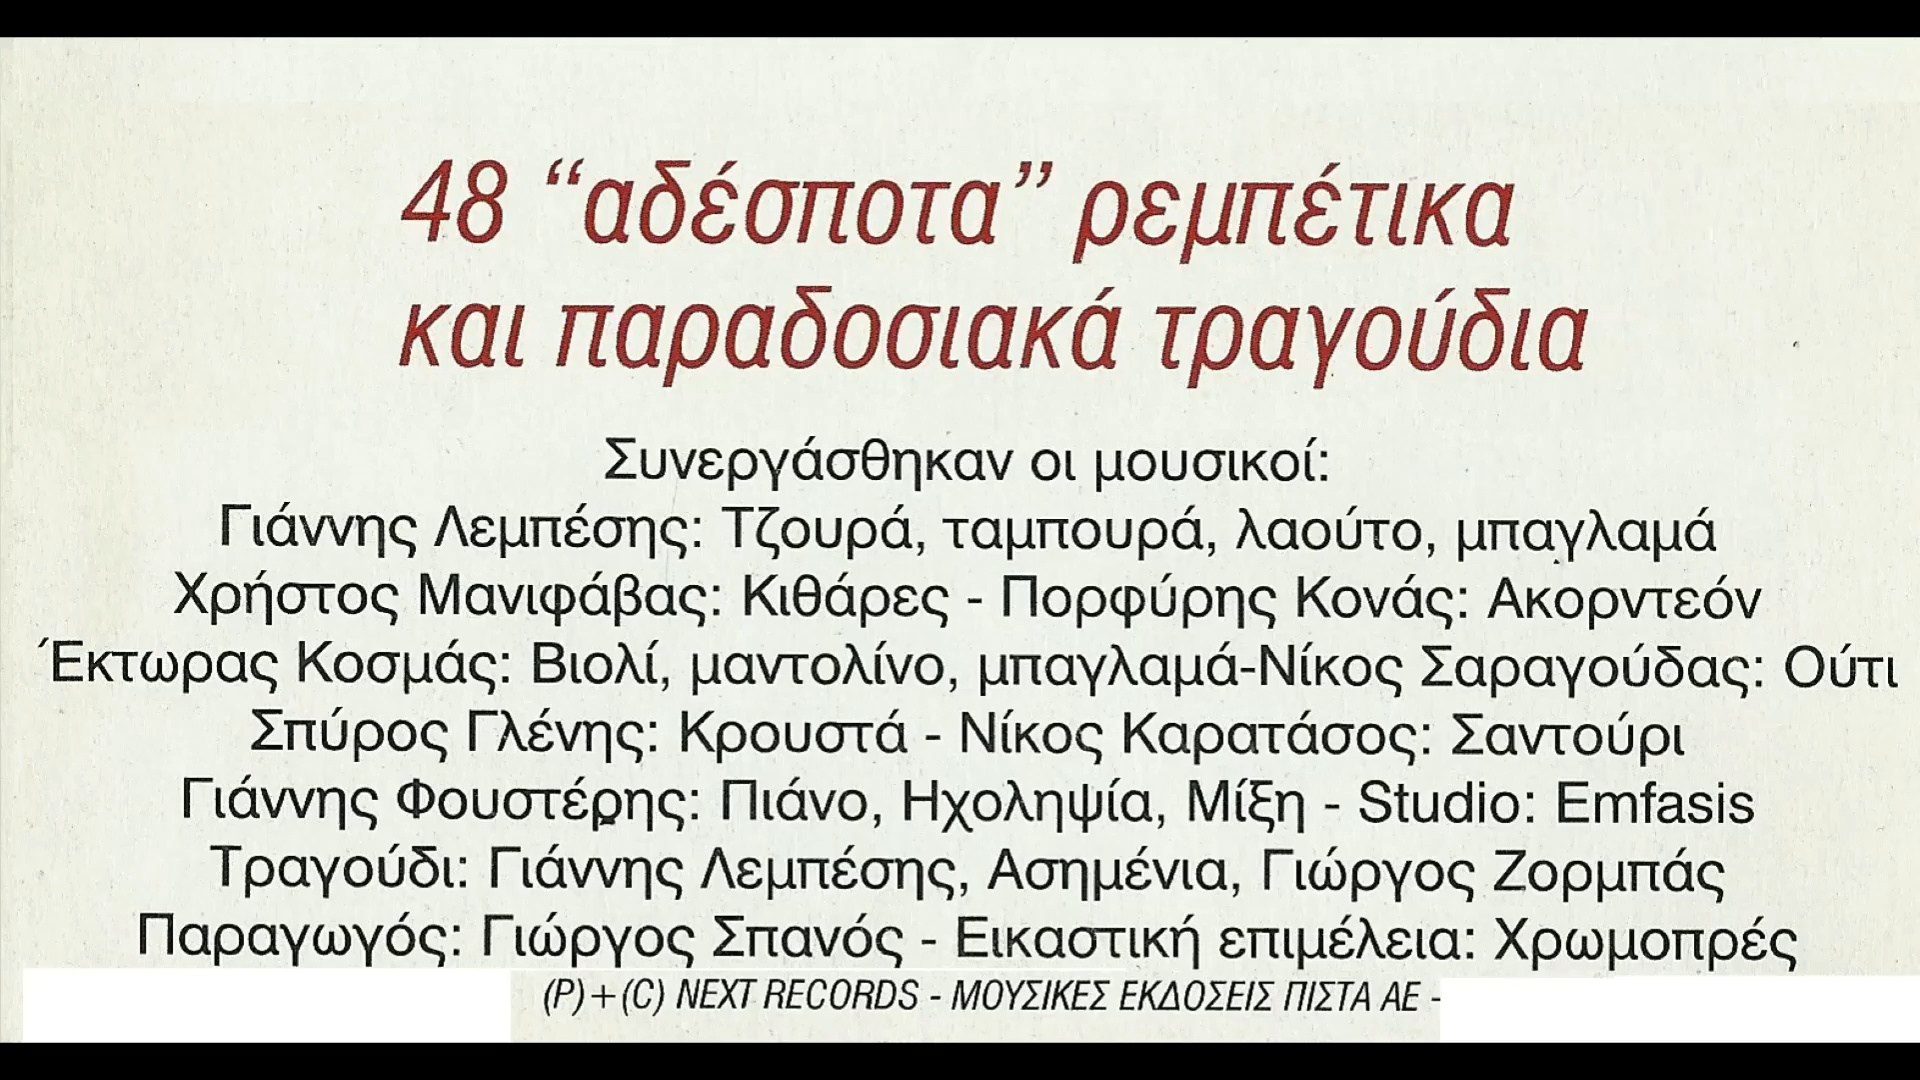 48 “αδέσποτα” ρεμπέτικα
και παραδοσιακά τραγούδια
Συνεργάσθηκαν οι μουσικοί:
Γιάννης Λεμπέσης: Τζουρά, ταμπουρά, λαούτο, μπαγλαμά
Χρήστος Μανιφάβας: Κιθάρες - Πορφύρης Κονάς: Ακορντεόν
Έκτωρας Κοσμάς: Βιολί, μαντολίνο, μπαγλαμά-Νίκος Σαραγούδας: Ούτι
Σπύρος Γλένης: Κρουστά - Νίκος Καρατάσος: Σαντούρι
Γιάννης Φουστέρης: Πιάνο, Ηχοληψία, Μίξη - Studio: Emfasis
Τραγούδι: Γιάννης Λεμπέσης, Ασημένια, Γιώργος Ζορμπάς
Παραγωγός: Γιώργος Σπανός - Εικαστική επιμέλεια: Χρωμοπρές
(P)+(C) NEXT RECORDS - ΜΟΥΣΙΚΕΣ ΕΚΔΟΣΕΙΣ ΠΙΣΤΑ ΑΕ -